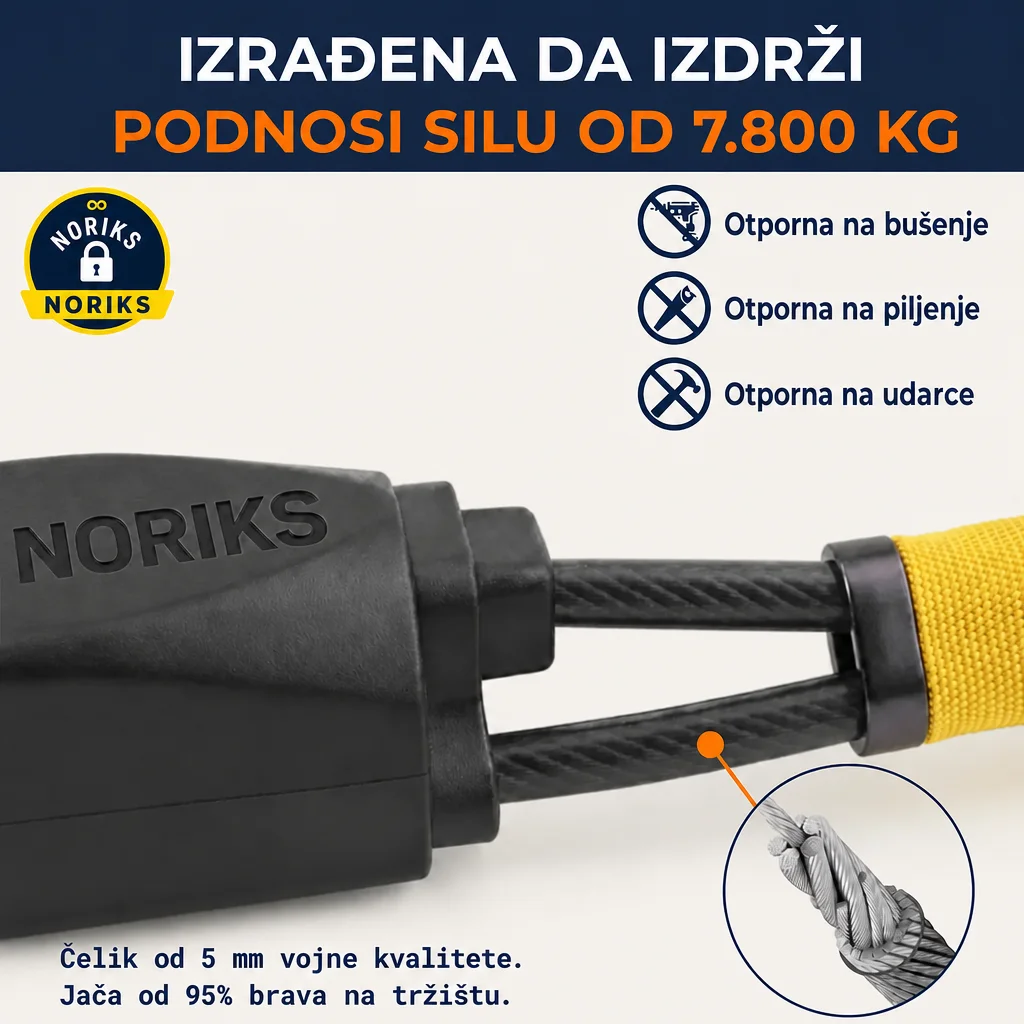 IZRAĐENA DA IZDRŽI
PODNOSI SILU OD 7.800 KG
NORIKS
NORIKS
Otporna na bušenje
Otporna na piljenje
Otporna na udarce
NORIKS
Čelik od 5 mm vojne kvalitete.
Jača od 95% brava na tržištu.